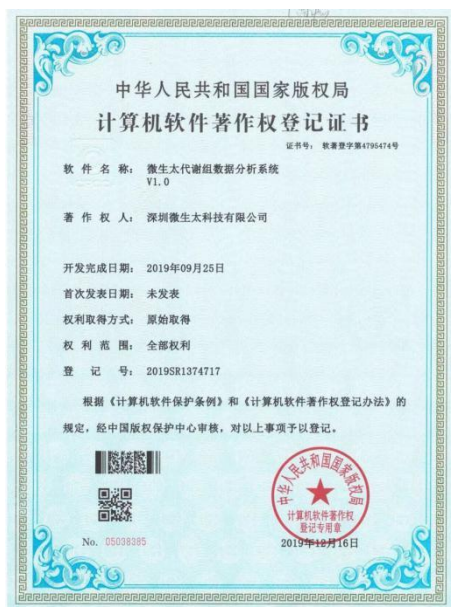 中华人民共和国国家版权局
计算机软件著作权登记证书
证书号： 软著登字第4795474号
软 件 名 称： 微生太代谢组数据分析系统
V1.0
著 作 权 人： 深圳微生太科技有限公司
开发完成日期： 2019年09月25日
首次发表日期： 未发表
权利取得方式： 原始取得
权 利 范 围： 全部权利
登 记 号： 2019SR1374717
根据《计算机软件保护条例》和《计算机软件著作权登记办法》的
规定，经中国版权保护中心审核，对以上事项予以登记。
中华人民共和国国家版权局
计算机软件著作权
登记专用章
No. 05038385
2019年12月16日